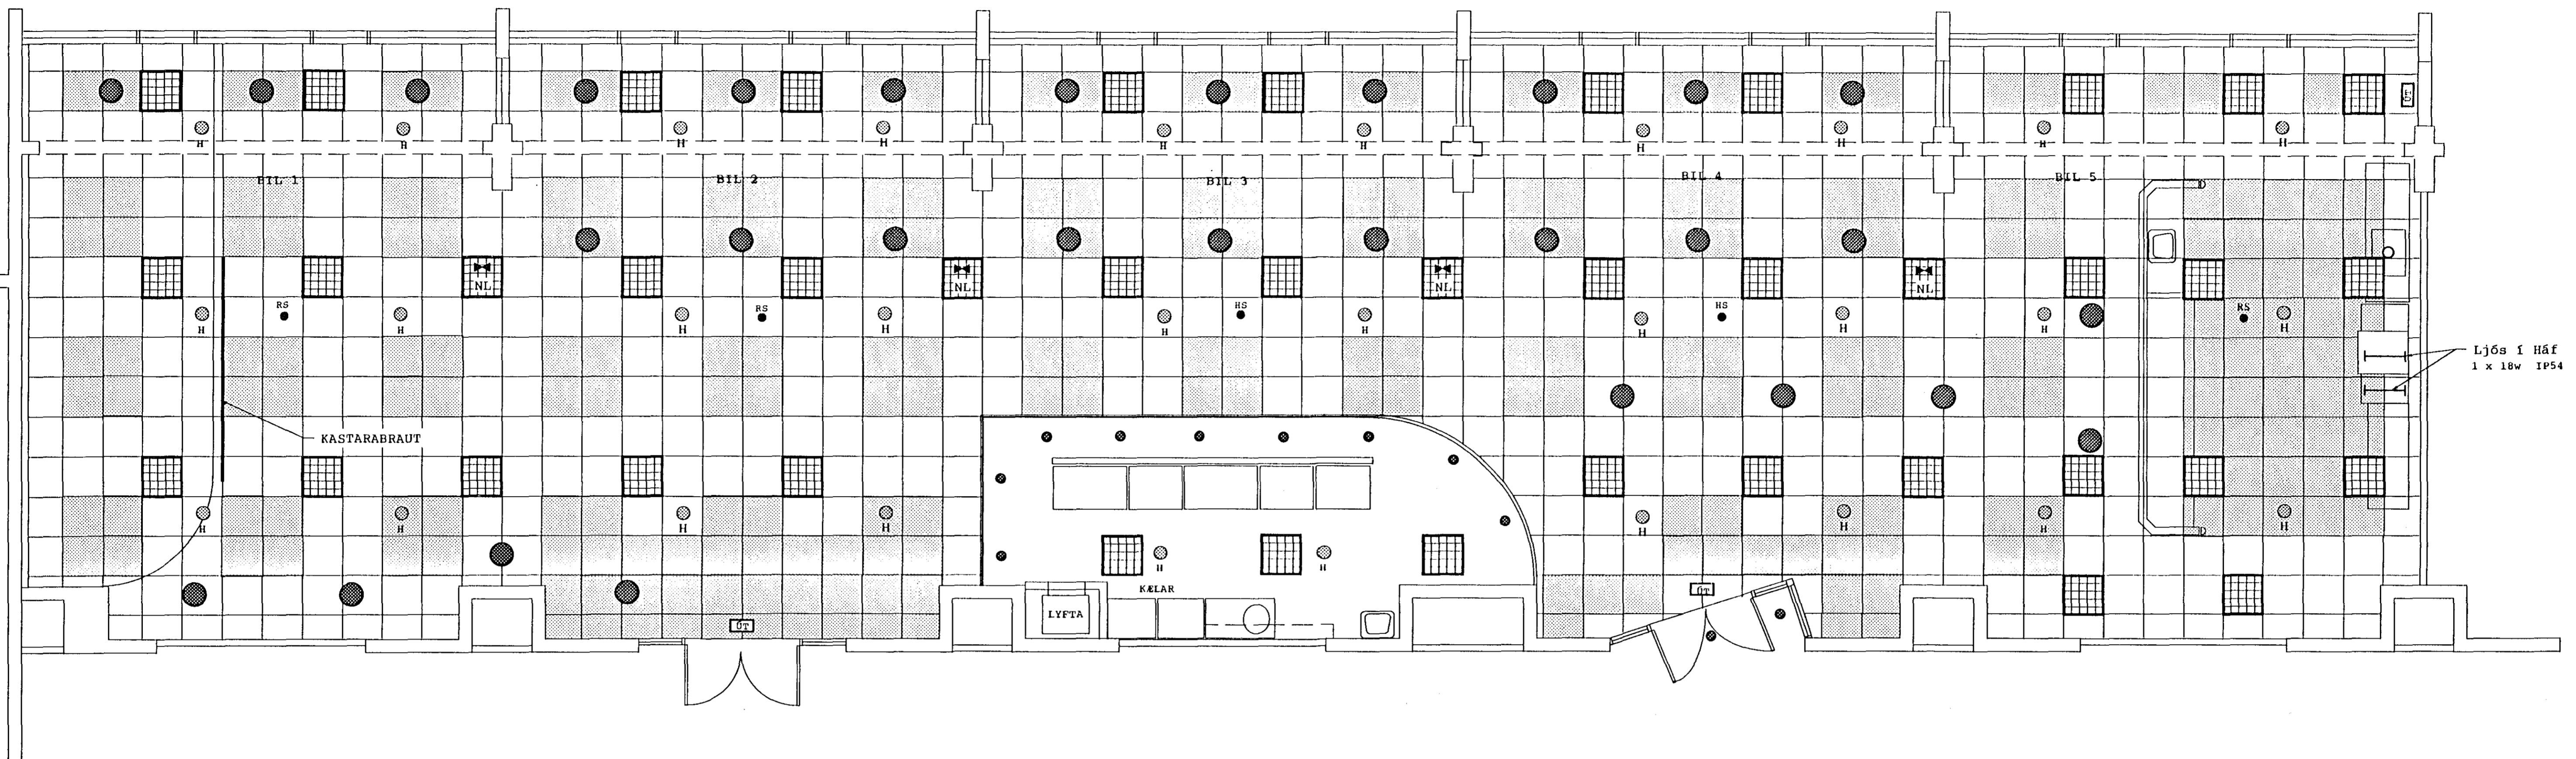 ÚT
H H H H H H H H H H
BIL 1 BIL 2 BIL 3 BIL 4 BIL 5
NL NL NL NL
RS RS HS HS RS
H H H H H H H H H H
Ljós í Háf
1 x 18w IP54
KASTARABRAUT
H H H H H H H H
H H
KÆLAR
LYFTA
ÚT
ÚT